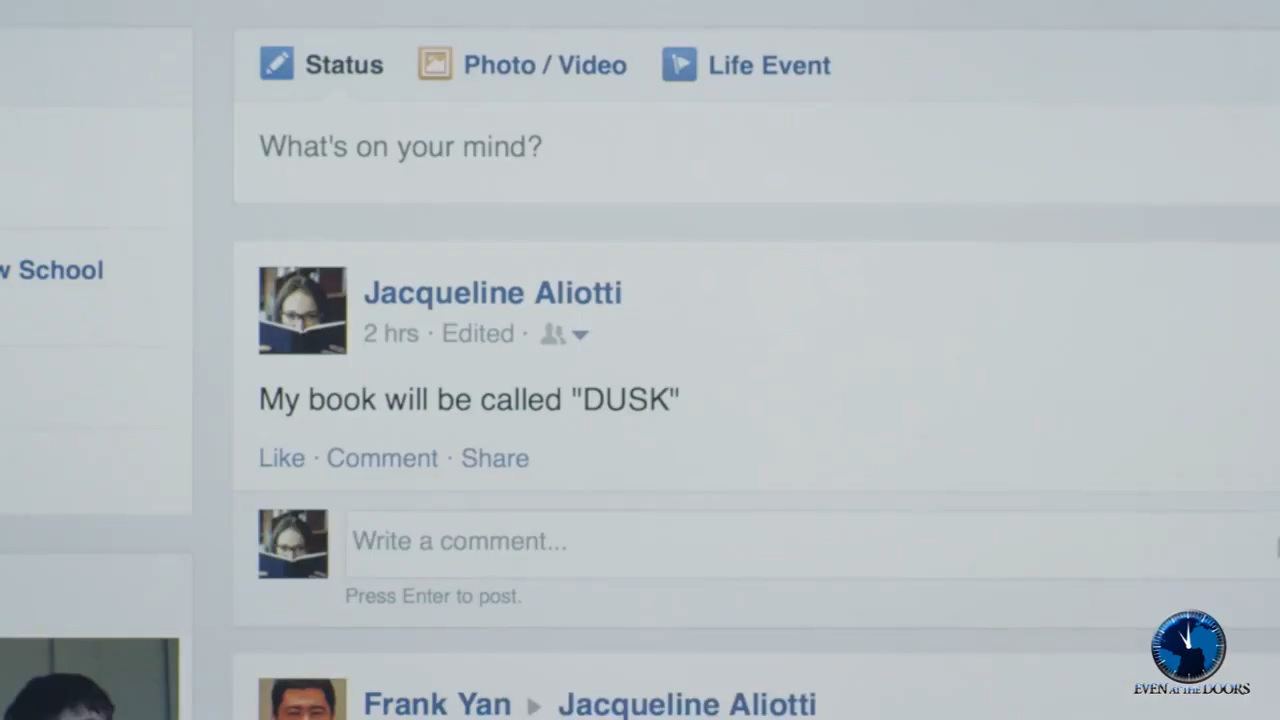 Status Photo / Video Life Event
What's on your mind?
w School
Jacqueline Aliotti
2 hrs · Edited ·
My book will be called "DUSK"
Like · Comment · Share
Write a comment...
Press Enter to post.
Frank Yan Jacqueline Aliotti
EVEN AT THE DOORS